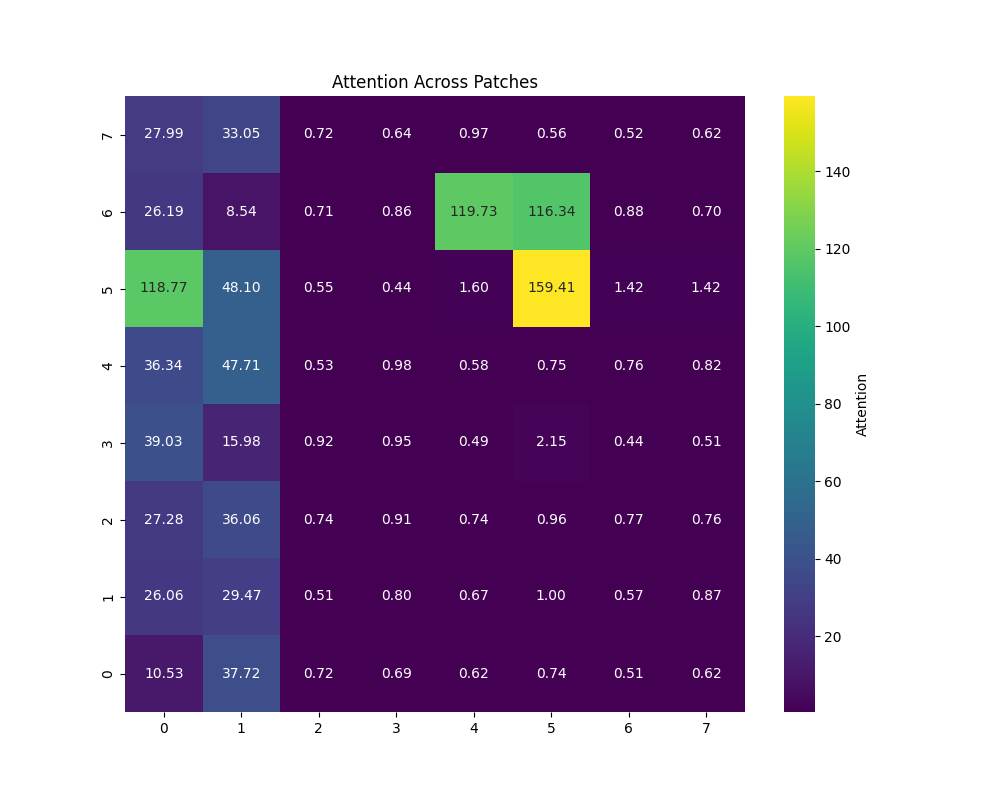 Attention Across Patches
7 27.99 33.05 0.72 0.64 0.97 0.56 0.52 0.62
6 26.19 8.54 0.71 0.86 119.73 116.34 0.88 0.70
5 118.77 48.10 0.55 0.44 1.60 159.41 1.42 1.42
4 36.34 47.71 0.53 0.98 0.58 0.75 0.76 0.82
3 39.03 15.98 0.92 0.95 0.49 2.15 0.44 0.51
2 27.28 36.06 0.74 0.91 0.74 0.96 0.77 0.76
1 26.06 29.47 0.51 0.80 0.67 1.00 0.57 0.87
0 10.53 37.72 0.72 0.69 0.62 0.74 0.51 0.62
0 1 2 3 4 5 6 7
140
120
100
80
60
40
20
Attention